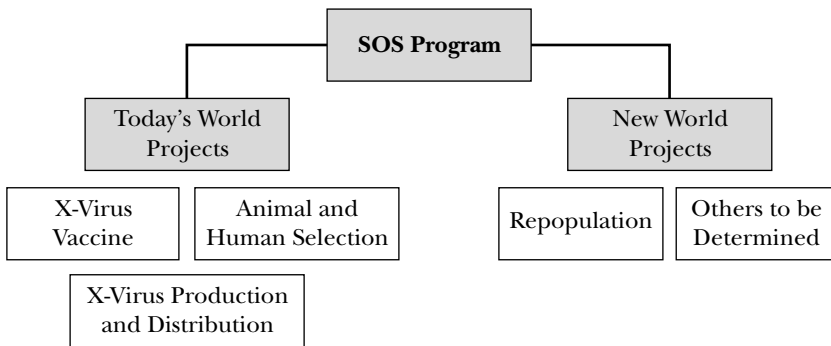 SOS Program
Today’s World
Projects
New World
Projects
X-Virus
Vaccine
Animal and
Human Selection
Repopulation
Others to be
Determined
X-Virus Production
and Distribution